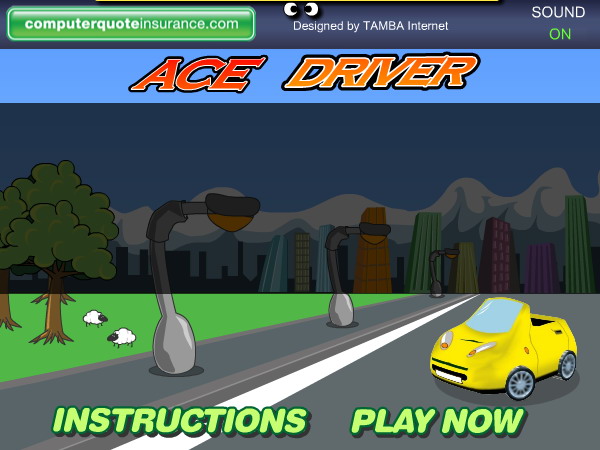 computerquoteinsurance.com
Designed by TAMBA Internet
SOUND
ON
ACE DRIVER
INSTRUCTIONS
PLAY NOW